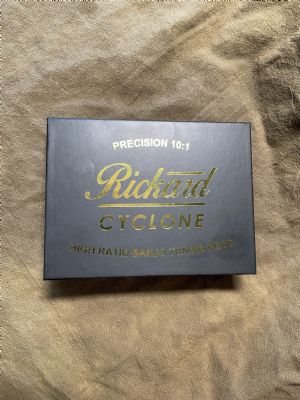 PRECISION 10:1
Rickard
CYCLONE
HIGH RATIO BANJO TUNING PEGS